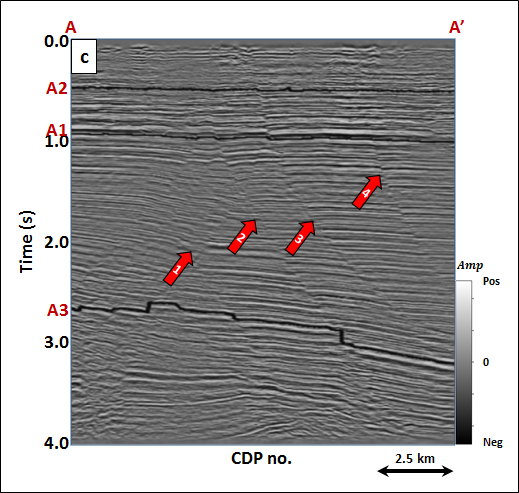 A A’
0.0
c
A2
A1
1.0
4
2 3
2.0
1
Time (s)
Amp
Pos
A3
3.0
0
4.0
Neg
CDP no.
2.5 km